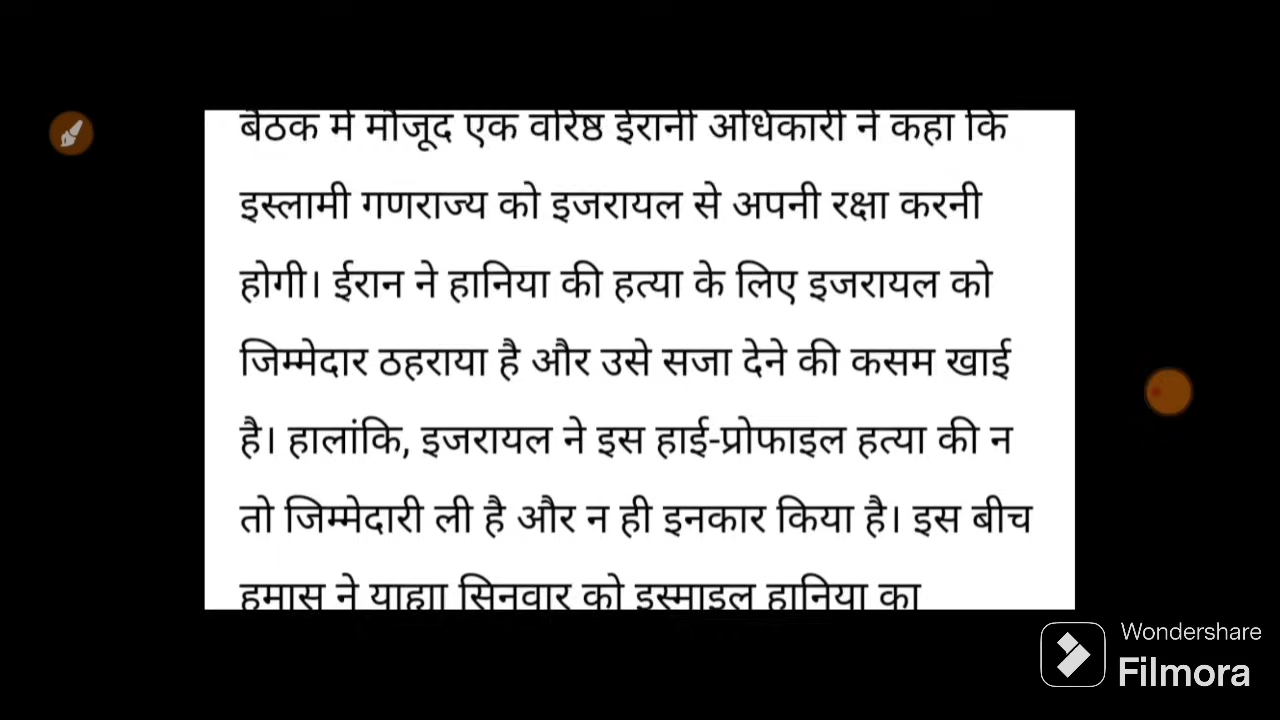 बैठक में मौजूद एक वरिष्ठ ईरानी अधिकारी ने कहा कि
इस्लामी गणराज्य को इजरायल से अपनी रक्षा करनी
होगी। ईरान ने हानिया की हत्या के लिए इजरायल को
जिम्मेदार ठहराया है और उसे सजा देने की कसम खाई
है। हालांकि, इजरायल ने इस हाई-प्रोफाइल हत्या की न
तो जिम्मेदारी ली है और न ही इनकार किया है। इस बीच
हमास ने याह्या सिनवार को इस्माइल हानिया का
Wondershare
Filmora